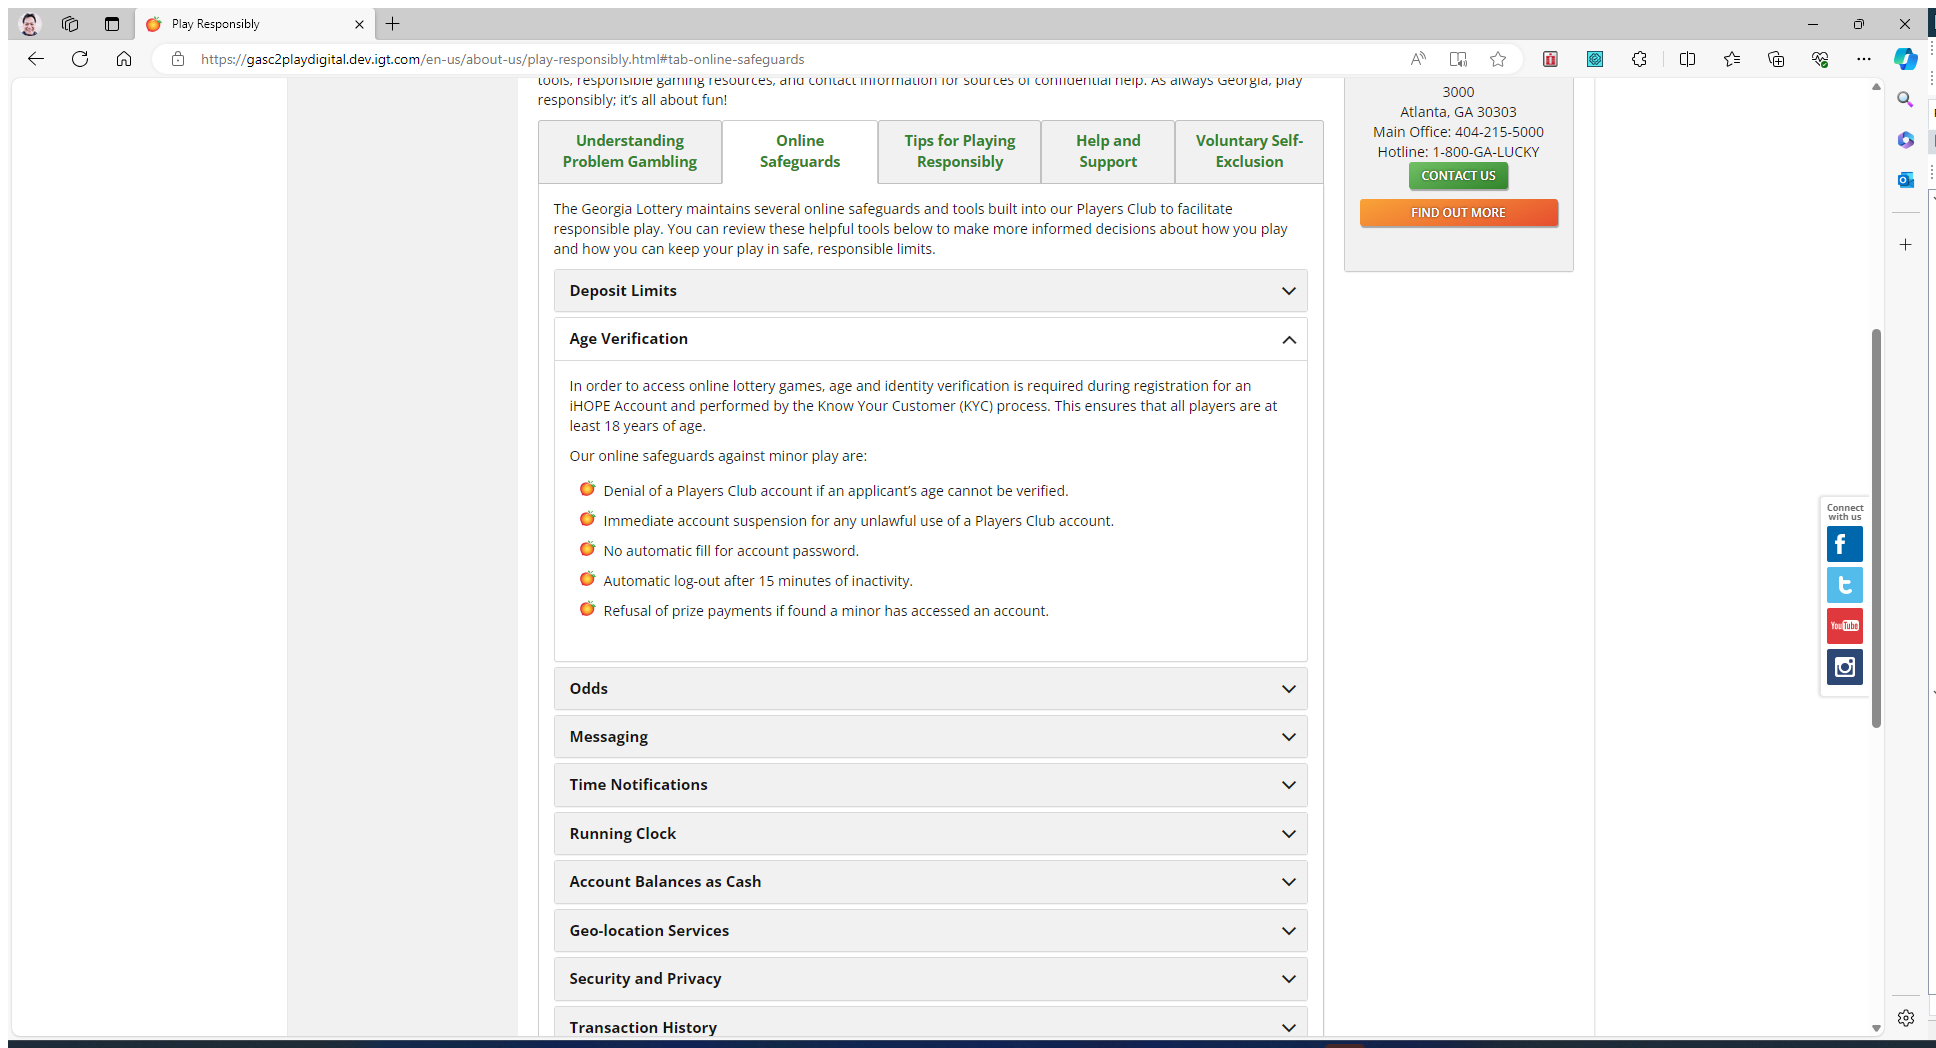 Play Responsibly
https://gasc2playdigital.dev.igt.com/en-us/about-us/play-responsibly.html#tab-online-safeguards
tools, responsible gaming resources, and contact information for sources of confidential help. As always Georgia, play
responsibly; it's all about fun!
Understanding
Problem Gambling
Online
Safeguards
Tips for Playing
Responsibly
Help and
Support
Voluntary Self-
Exclusion
The Georgia Lottery maintains several online safeguards and tools built into our Players Club to facilitate
responsible play. You can review these helpful tools below to make more informed decisions about how you play
and how you can keep your play in safe, responsible limits.
Deposit Limits
Age Verification
In order to access online lottery games, age and identity verification is required during registration for an
iHOPE Account and performed by the Know Your Customer (KYC) process. This ensures that all players are at
least 18 years of age.
Our online safeguards against minor play are:
Denial of a Players Club account if an applicant's age cannot be verified.
Immediate account suspension for any unlawful use of a Players Club account.
No automatic fill for account password.
Automatic log-out after 15 minutes of inactivity.
Refusal of prize payments if found a minor has accessed an account.
Odds
Messaging
Time Notifications
Running Clock
Account Balances as Cash
Geo-location Services
Security and Privacy
Transaction History
3000
Atlanta, GA 30303
Main Office: 404-215-5000
Hotline: 1-800-GA-LUCKY
CONTACT US
FIND OUT MORE
Connect
with us
YouTube